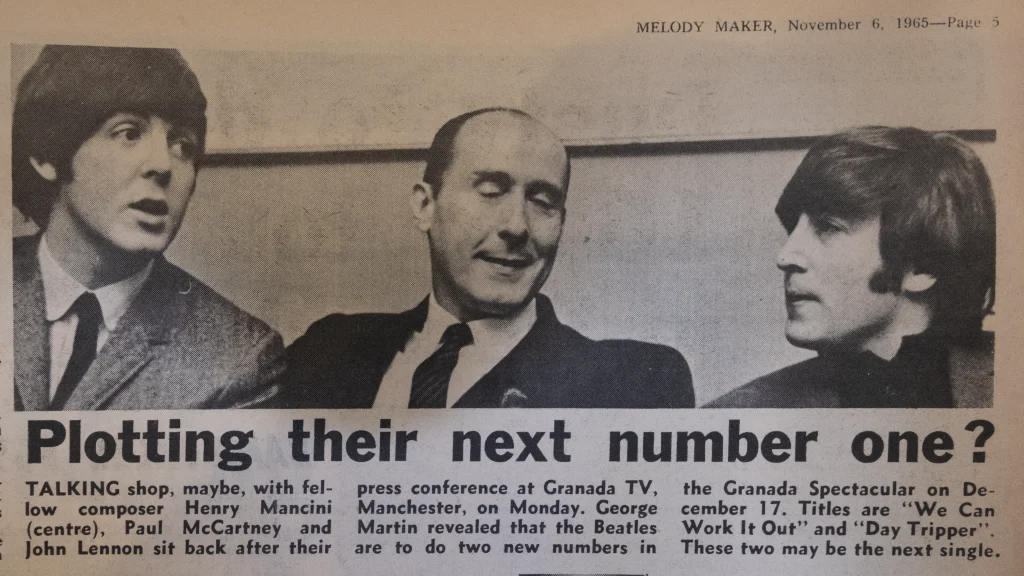 MELODY MAKER, November 6, 1965—Page 5
Plotting their next number one?
TALKING shop, maybe, with fel-
low composer Henry Mancini
(centre), Paul McCartney and
John Lennon sit back after their
press conference at Granada TV,
Manchester, on Monday. George
Martin revealed that the Beatles
are to do two new numbers in
the Granada Spectacular on De-
cember 17. Titles are “We Can
Work It Out” and “Day Tripper”.
These two may be the next single.